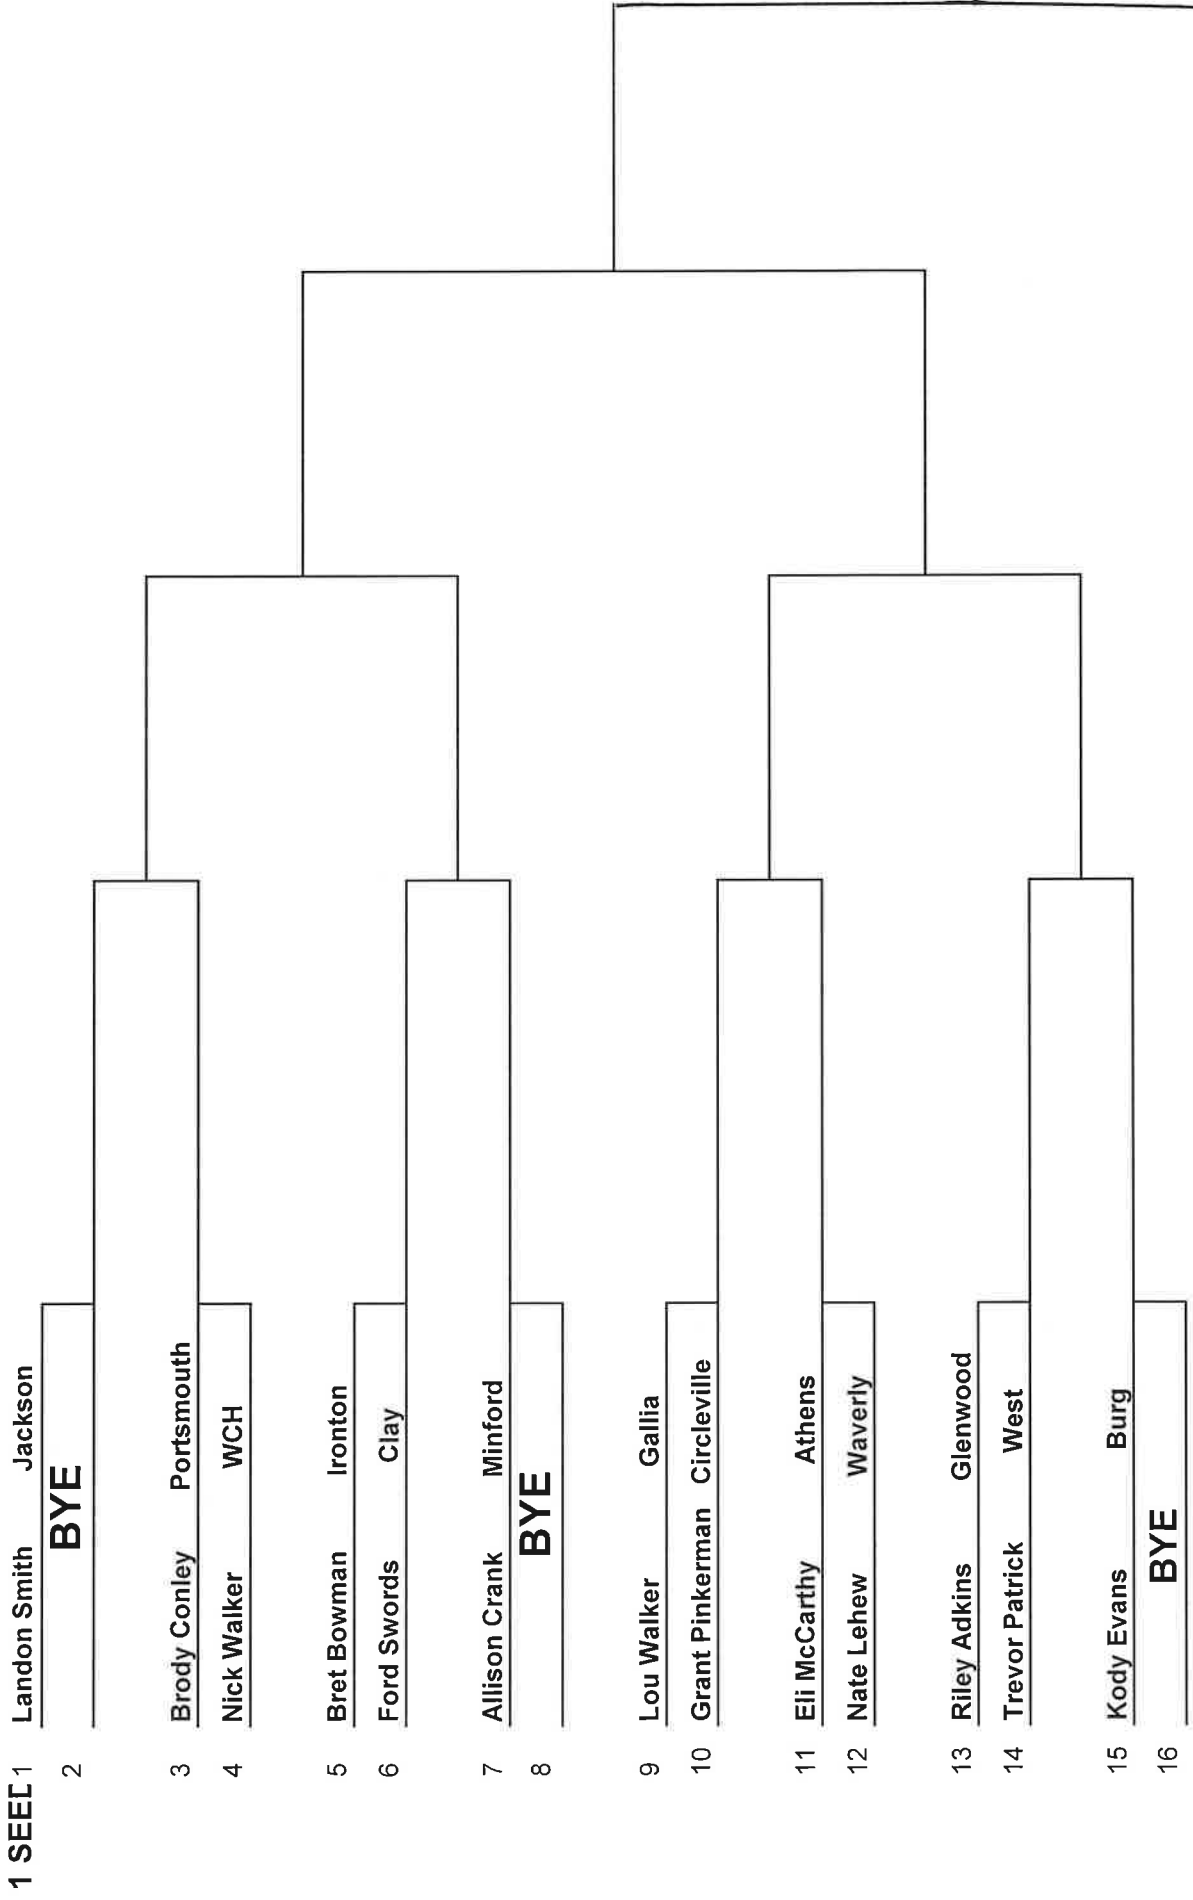 1 SEED 1 Landon Smith Jackson
2 BYE
3 Brody Conley Portsmouth
4 Nick Walker WCH
5 Bret Bowman Ironton
6 Ford Swords Clay
7 Allison Crank Minford
8 BYE
9 Lou Walker Gallia
10 Grant Pinkerman Circleville
11 Eli McCarthy Athens
12 Nate Lehew Waverly
13 Riley Adkins Glenwood
14 Trevor Patrick West
15 Kody Evans Burg
16 BYE